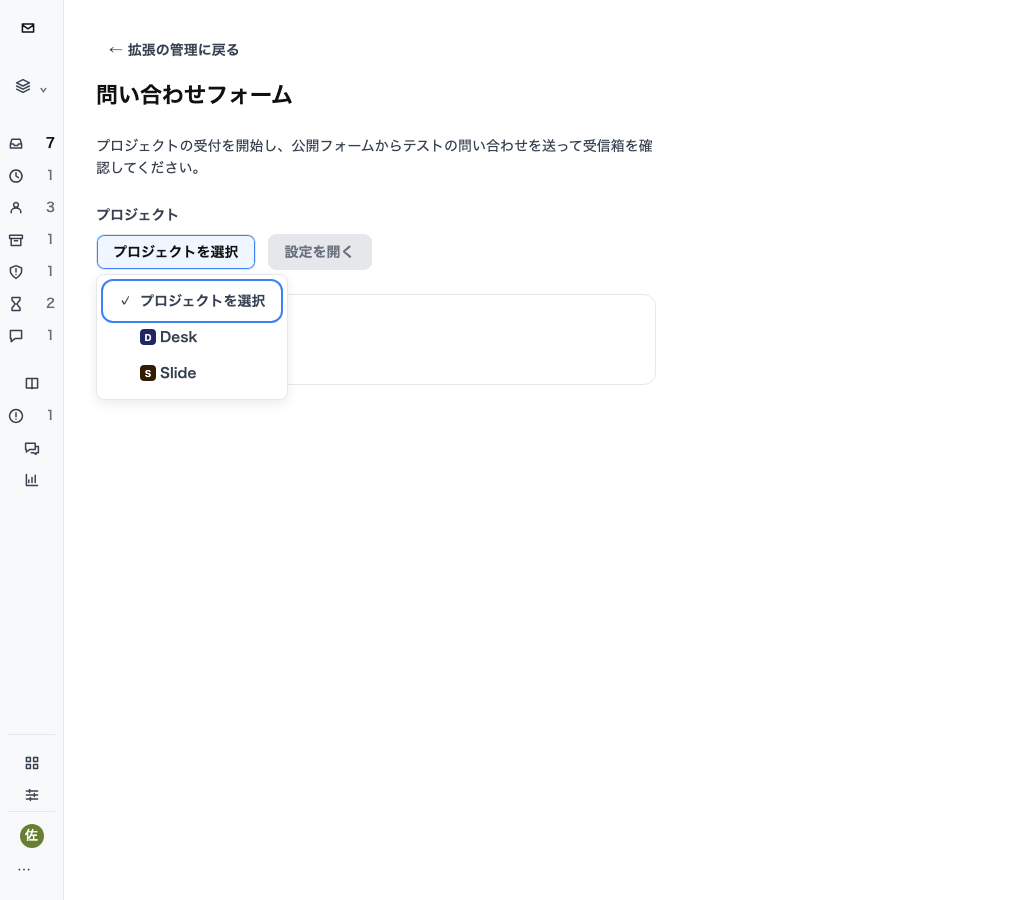 ← 拡張の管理に戻る
問い合わせフォーム
プロジェクトの受付を開始し、公開フォームからテストの問い合わせを送って受信箱を確
認してください。
プロジェクト
プロジェクトを選択
設定を開く
✓ プロジェクトを選択
D Desk
S Slide
7
1
3
1
1
2
1
1
佐
…